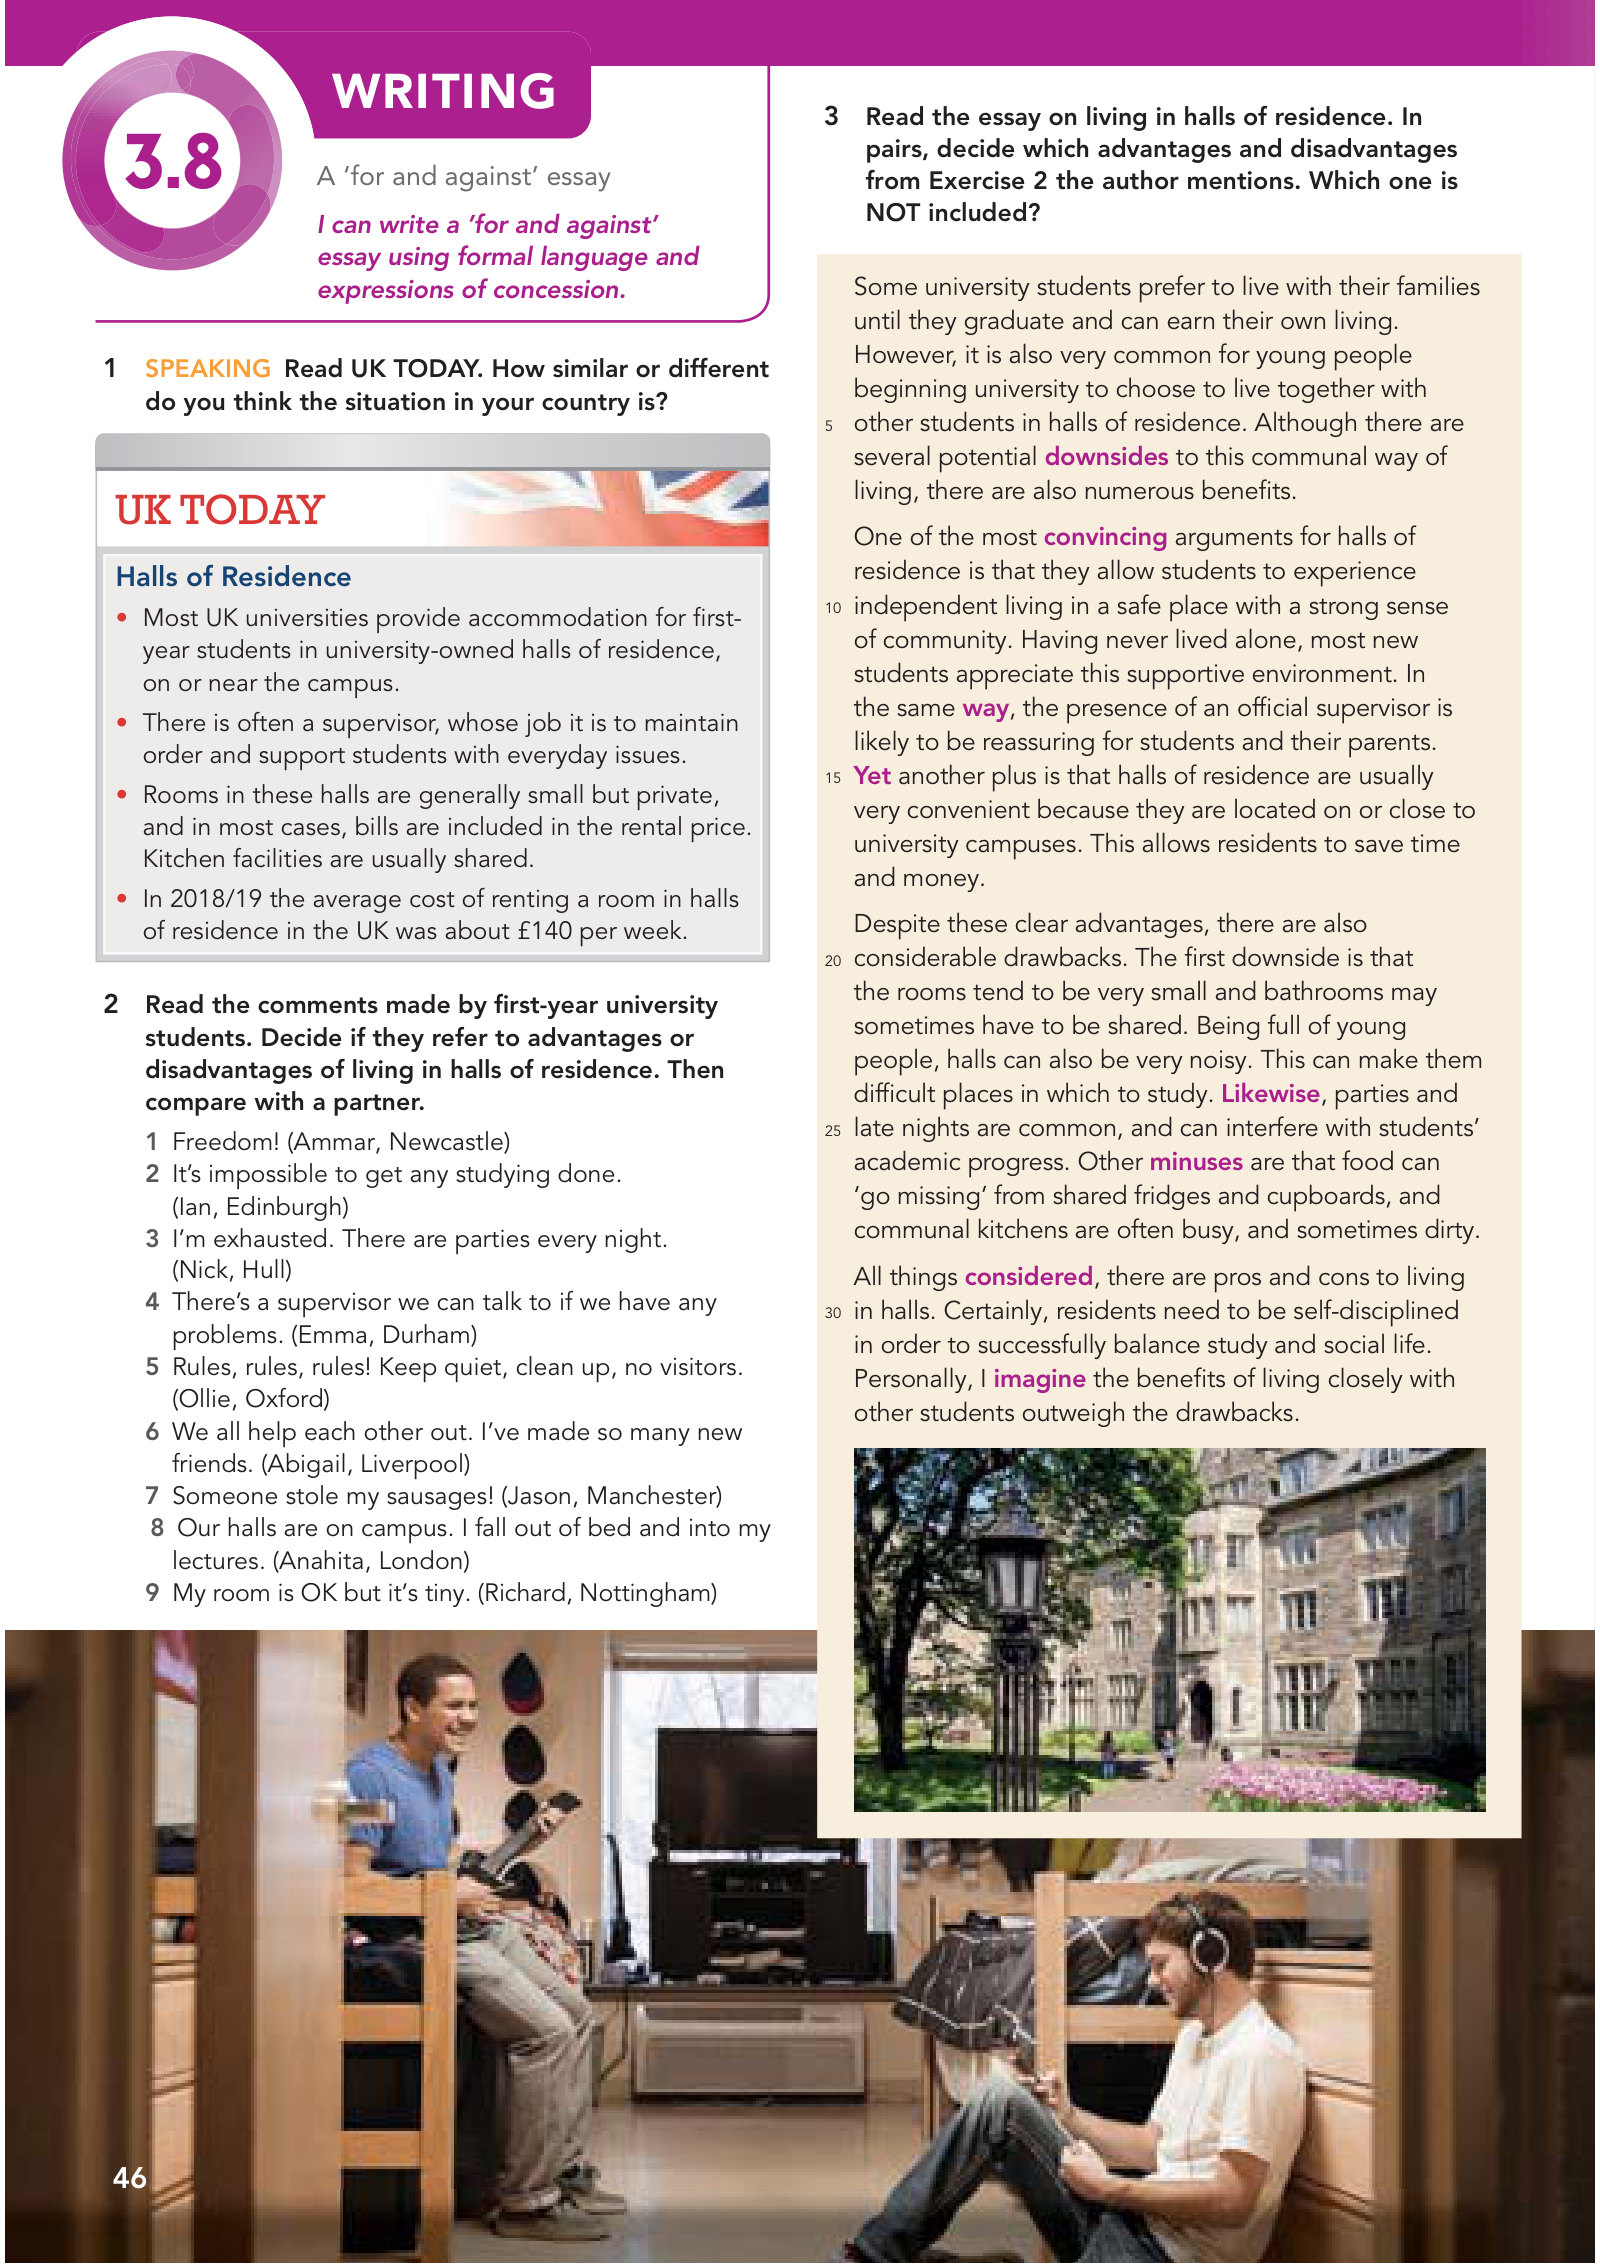 WRITING
3.8
A ‘for and against’ essay
I can write a ‘for and against’
essay using formal language and
expressions of concession.
1 SPEAKING Read UK TODAY. How similar or different
do you think the situation in your country is?
UK TODAY
Halls of Residence
• Most UK universities provide accommodation for first-
year students in university-owned halls of residence,
on or near the campus.
• There is often a supervisor, whose job it is to maintain
order and support students with everyday issues.
• Rooms in these halls are generally small but private,
and in most cases, bills are included in the rental price.
Kitchen facilities are usually shared.
• In 2018/19 the average cost of renting a room in halls
of residence in the UK was about £140 per week.
2 Read the comments made by first-year university
students. Decide if they refer to advantages or
disadvantages of living in halls of residence. Then
compare with a partner.
1 Freedom! (Ammar, Newcastle)
2 It’s impossible to get any studying done.
(Ian, Edinburgh)
3 I’m exhausted. There are parties every night.
(Nick, Hull)
4 There’s a supervisor we can talk to if we have any
problems. (Emma, Durham)
5 Rules, rules, rules! Keep quiet, clean up, no visitors.
(Ollie, Oxford)
6 We all help each other out. I’ve made so many new
friends. (Abigail, Liverpool)
7 Someone stole my sausages! (Jason, Manchester)
8 Our halls are on campus. I fall out of bed and into my
lectures. (Anahita, London)
9 My room is OK but it’s tiny. (Richard, Nottingham)
3 Read the essay on living in halls of residence. In
pairs, decide which advantages and disadvantages
from Exercise 2 the author mentions. Which one is
NOT included?
Some university students prefer to live with their families
until they graduate and can earn their own living.
However, it is also very common for young people
beginning university to choose to live together with
5 other students in halls of residence. Although there are
several potential downsides to this communal way of
living, there are also numerous benefits.
One of the most convincing arguments for halls of
residence is that they allow students to experience
10 independent living in a safe place with a strong sense
of community. Having never lived alone, most new
students appreciate this supportive environment. In
the same way, the presence of an official supervisor is
likely to be reassuring for students and their parents.
15 Yet another plus is that halls of residence are usually
very convenient because they are located on or close to
university campuses. This allows residents to save time
and money.
Despite these clear advantages, there are also
20 considerable drawbacks. The first downside is that
the rooms tend to be very small and bathrooms may
sometimes have to be shared. Being full of young
people, halls can also be very noisy. This can make them
difficult places in which to study. Likewise, parties and
25 late nights are common, and can interfere with students’
academic progress. Other minuses are that food can
‘go missing’ from shared fridges and cupboards, and
communal kitchens are often busy, and sometimes dirty.
All things considered, there are pros and cons to living
30 in halls. Certainly, residents need to be self-disciplined
in order to successfully balance study and social life.
Personally, I imagine the benefits of living closely with
other students outweigh the drawbacks.
46